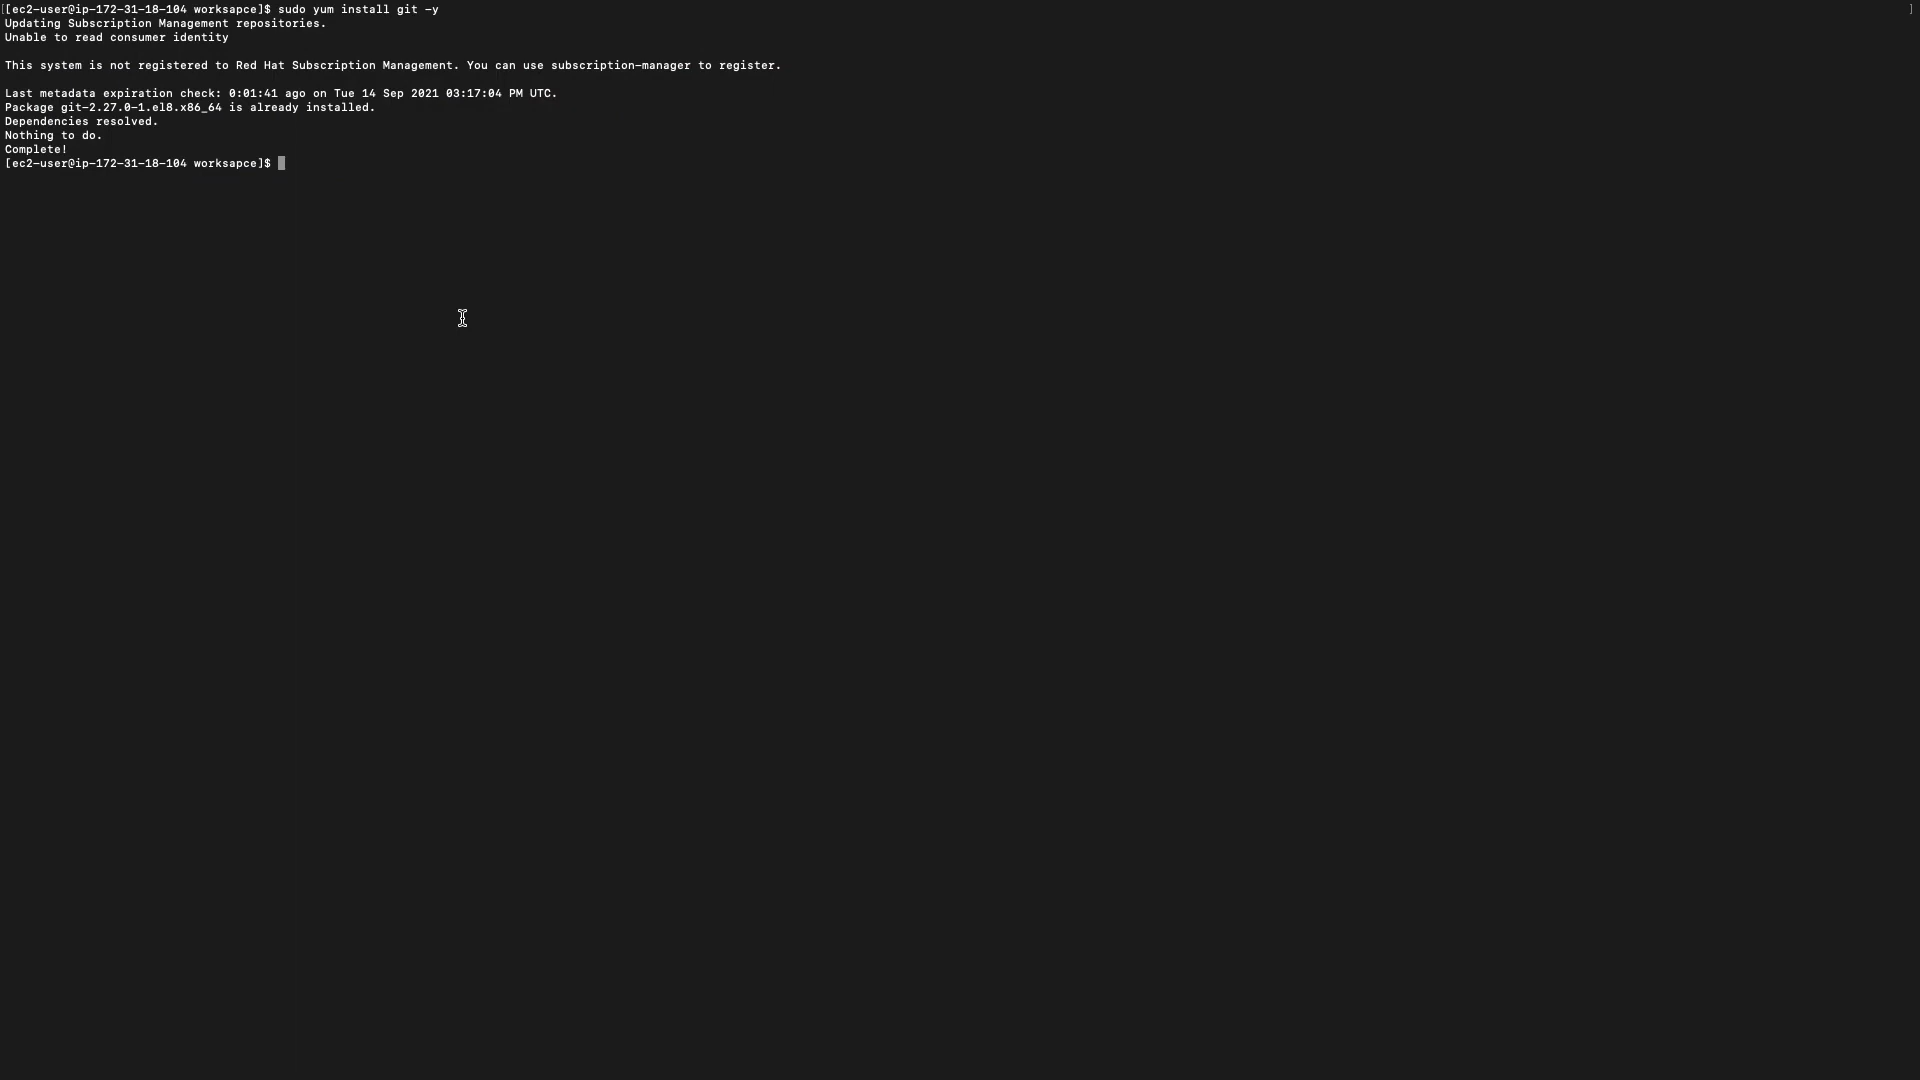 [[ec2-user@ip-172-31-18-104 worksapce]$ sudo yum install git -y ]
Updating Subscription Management repositories.
Unable to read consumer identity
This system is not registered to Red Hat Subscription Management. You can use subscription-manager to register.
Last metadata expiration check: 0:01:41 ago on Tue 14 Sep 2021 03:17:04 PM UTC.
Package git-2.27.0-1.el8.x86_64 is already installed.
Dependencies resolved.
Nothing to do.
Complete!
[ec2-user@ip-172-31-18-104 worksapce]$